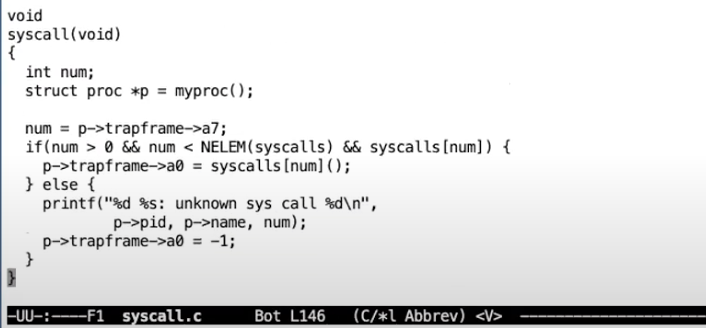 void
syscall(void)
{
  int num;
  struct proc *p = myproc();

  num = p->trapframe->a7;
  if(num > 0 && num < NELEM(syscalls) && syscalls[num]) {
    p->trapframe->a0 = syscalls[num]();
  } else {
    printf("%d %s: unknown sys call %d\n",
            p->pid, p->name, num);
    p->trapframe->a0 = -1;
  }
}
-UU-:----F1  syscall.c      Bot L146   (C/*l Abbrev) <V>  --------------------